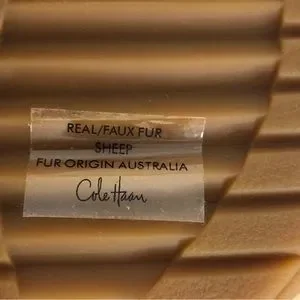 REAL/FAUX FUR
SHEEP
FUR ORIGIN AUSTRALIA
Cole Haan